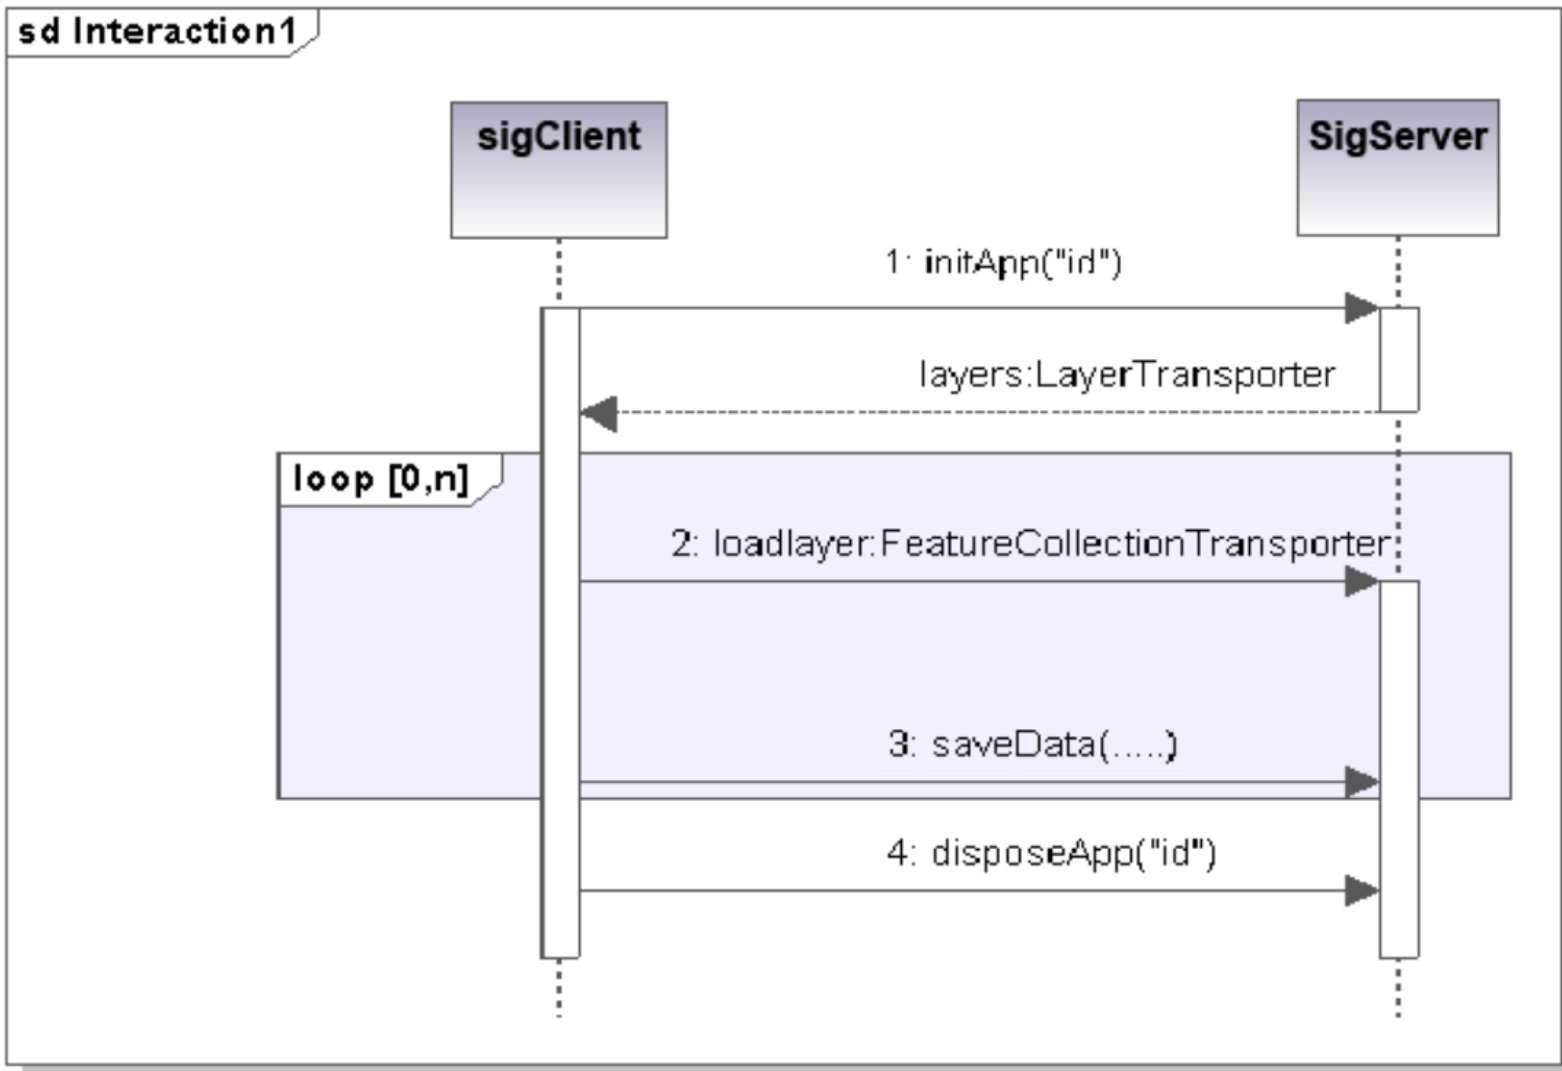 sd Interaction1
sigClient
SigServer
1: initApp("id")
layers:LayerTransporter
loop [0,n]
2: loadlayer:FeatureCollectionTransporter
3: saveData(.....)
4: disposeApp("id")